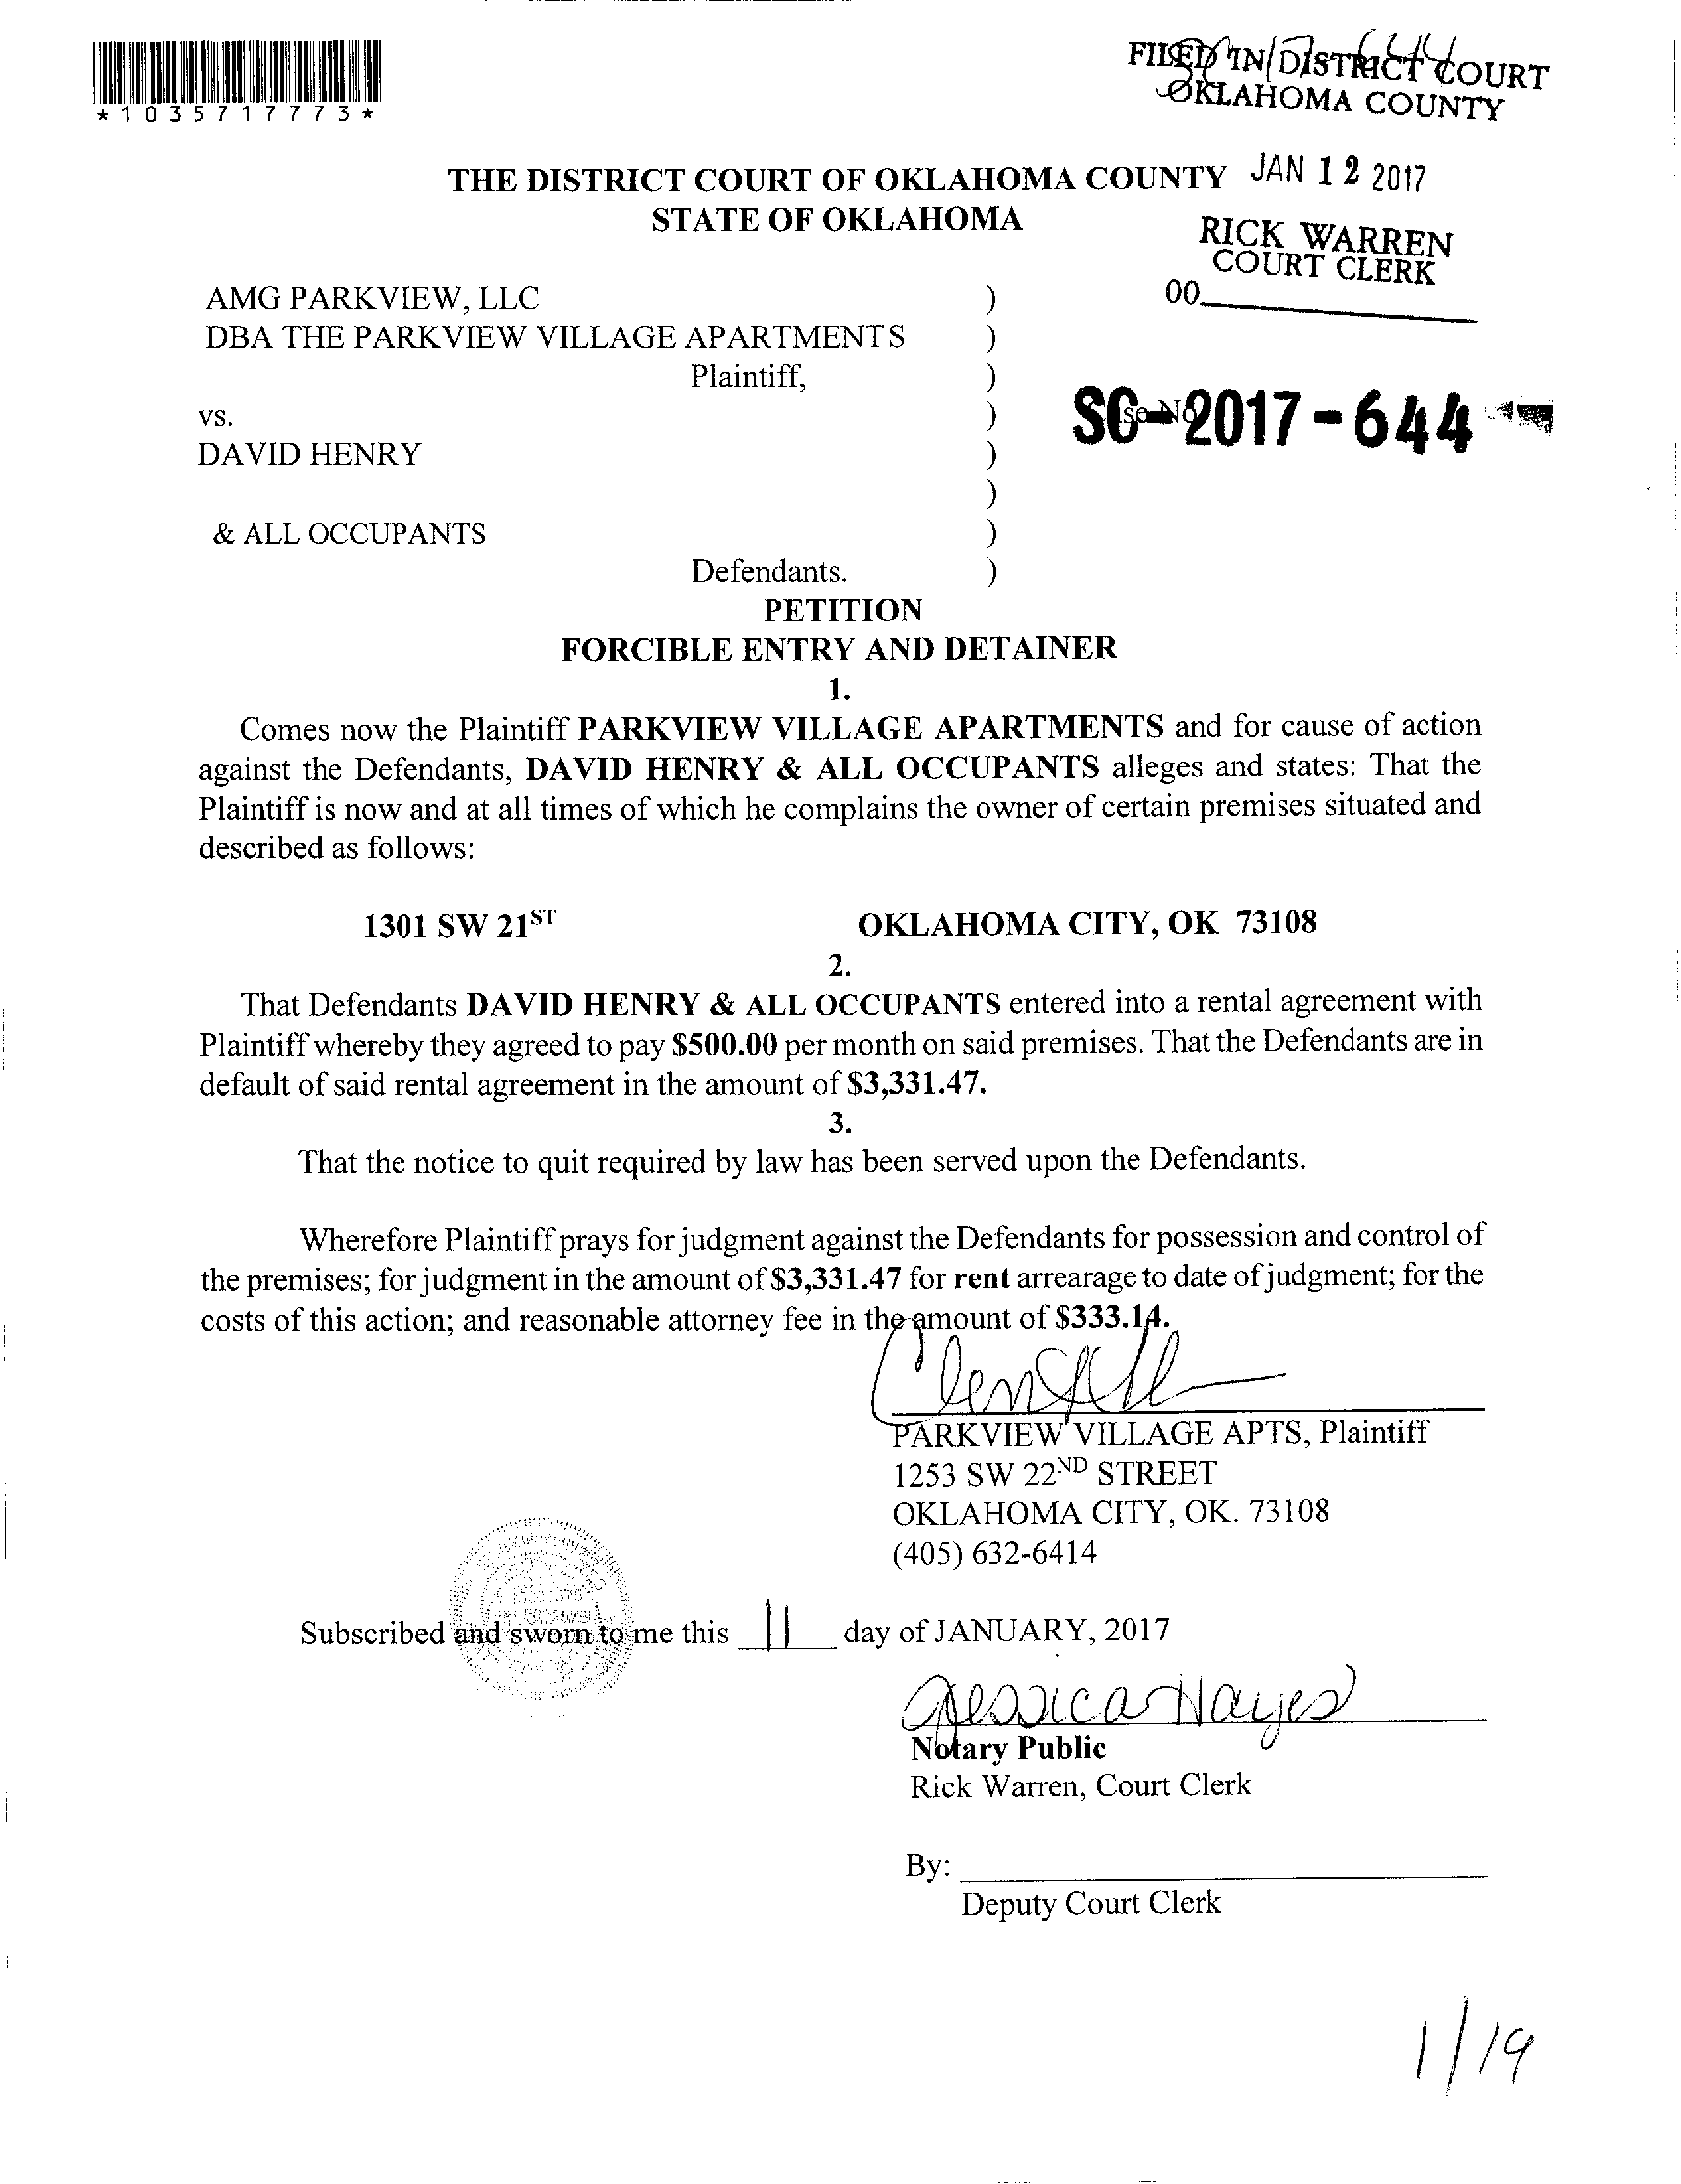 *1035717773*
FILED IN DISTRICT COURT
OKLAHOMA COUNTY
JAN 12 2017
RICK WARREN
COURT CLERK
00
THE DISTRICT COURT OF OKLAHOMA COUNTY
STATE OF OKLAHOMA
AMG PARKVIEW, LLC )
DBA THE PARKVIEW VILLAGE APARTMENTS )
Plaintiff, )
vs. ) SC-2017-644
DAVID HENRY )
)
& ALL OCCUPANTS )
Defendants. )
PETITION
FORCIBLE ENTRY AND DETAINER
1.
Comes now the Plaintiff PARKVIEW VILLAGE APARTMENTS and for cause of action
against the Defendants, DAVID HENRY & ALL OCCUPANTS alleges and states: That the
Plaintiff is now and at all times of which he complains the owner of certain premises situated and
described as follows:
1301 SW 21ST OKLAHOMA CITY, OK 73108
2.
That Defendants DAVID HENRY & ALL OCCUPANTS entered into a rental agreement with
Plaintiff whereby they agreed to pay $500.00 per month on said premises. That the Defendants are in
default of said rental agreement in the amount of $3,331.47.
3.
That the notice to quit required by law has been served upon the Defendants.
Wherefore Plaintiff prays for judgment against the Defendants for possession and control of
the premises; for judgment in the amount of $3,331.47 for rent arrearage to date of judgment; for the
costs of this action; and reasonable attorney fee in the amount of $333.14.
PARKVIEW VILLAGE APTS, Plaintiff
1253 SW 22ND STREET
OKLAHOMA CITY, OK. 73108
(405) 632-6414
Subscribed and sworn to me this 11 day of JANUARY, 2017
Jessica Hayes
Notary Public
Rick Warren, Court Clerk
By:
Deputy Court Clerk
1/19